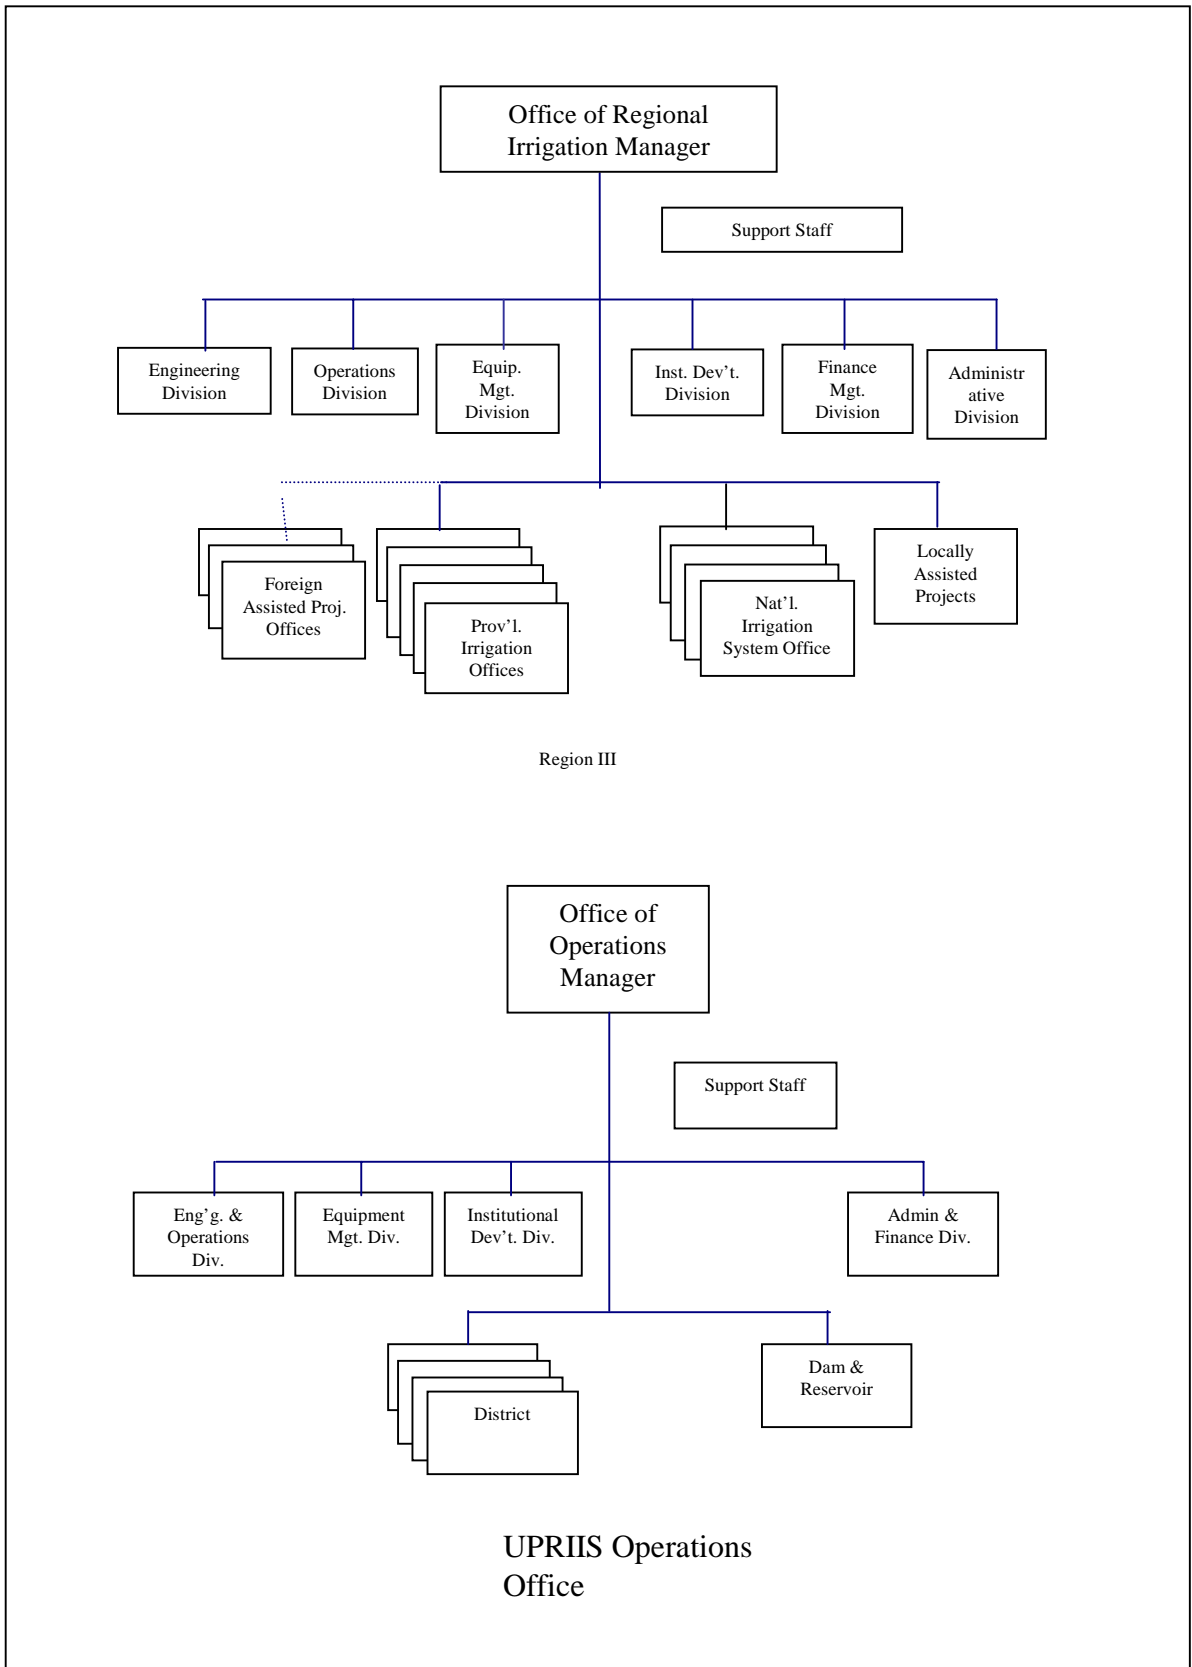 Office of Regional
Irrigation Manager
Support Staff
Engineering
Division
Operations
Division
Equip.
Mgt.
Division
Inst. Dev’t.
Division
Finance
Mgt.
Division
Administr
ative
Division
Foreign
Assisted Proj.
Offices
Prov’l.
Irrigation
Offices
Nat’l.
Irrigation
System Office
Locally
Assisted
Projects
Region III
Office of
Operations
Manager
Support Staff
Eng’g. &
Operations
Div.
Equipment
Mgt. Div.
Institutional
Dev’t. Div.
Admin &
Finance Div.
District
Dam &
Reservoir
UPRIIS Operations
Office